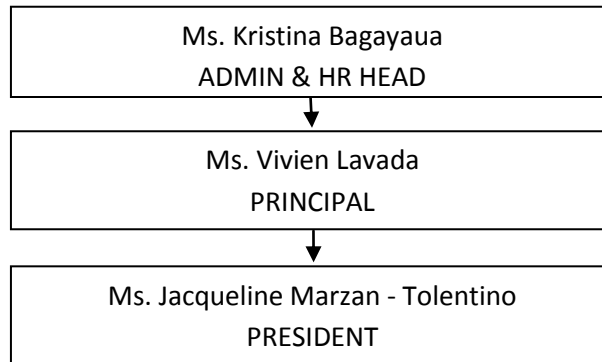 Ms. Kristina Bagayaua
ADMIN & HR HEAD
Ms. Vivien Lavada
PRINCIPAL
Ms. Jacqueline Marzan - Tolentino
PRESIDENT